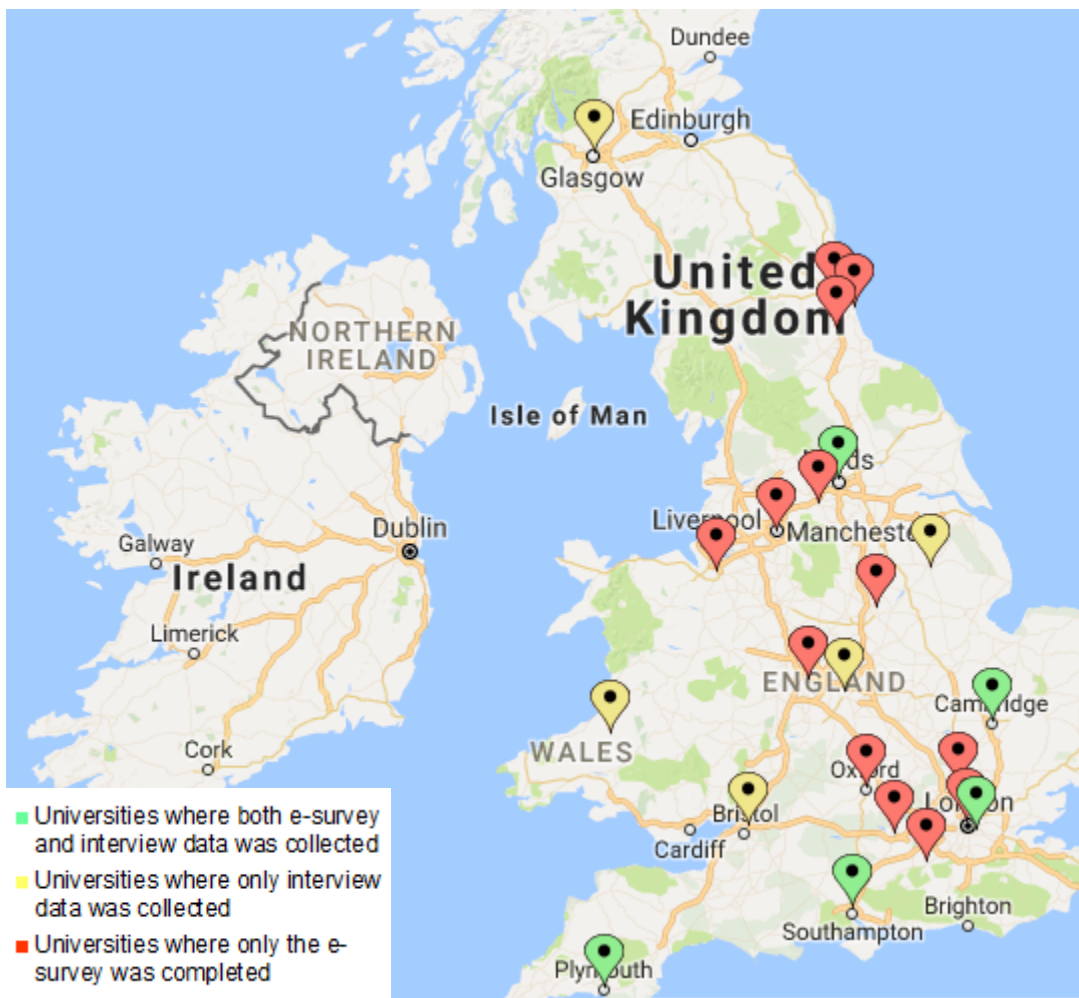 Dundee
Edinburgh
Glasgow
United
Kingdom
NORTHERN
IRELAND
Isle of Man
Liverpool
Manchester
Dublin
Galway
Ireland
Limerick
ENGLAND
Cambridge
WALES
Cork
Oxford
London
Bristol
Cardiff
Brighton
Southampton
Plymouth
Universities where both e-survey
and interview data was collected
Universities where only interview
data was collected
Universities where only the e-
survey was completed